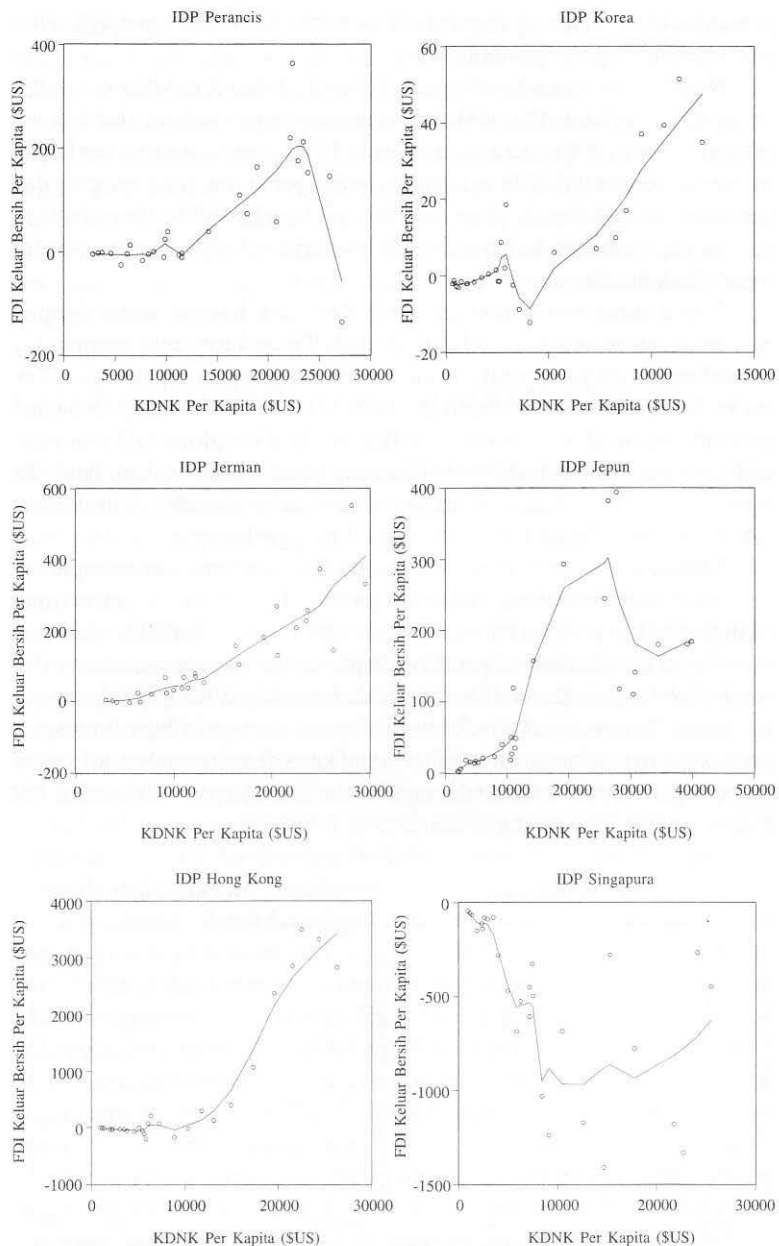 IDP Perancis
FDI Keluar Bersih Per Kapita ($US)
400
200
0
-200
0 5000 10000 15000 20000 25000 30000
KDNK Per Kapita ($US)
IDP Korea
FDI Keluar Bersih Per Kapita ($US)
60
40
20
0
-20
0 5000 10000 15000
KDNK Per Kapita ($US)
IDP Jerman
FDI Keluar Bersih Per Kapita ($US)
600
400
200
0
-200
0 10000 20000 30000
KDNK Per Kapita ($US)
IDP Jepun
FDI Keluar Bersih Per Kapita ($US)
400
300
200
100
0
0 10000 20000 30000 40000 50000
KDNK Per Kapita ($US)
IDP Hong Kong
FDI Keluar Bersih Per Kapita ($US)
4000
3000
2000
1000
0
-1000
0 10000 20000 30000
KDNK Per Kapita ($US)
IDP Singapura
FDI Keluar Bersih Per Kapita ($US)
0
-500
-1000
-1500
0 10000 20000 30000
KDNK Per Kapita ($US)